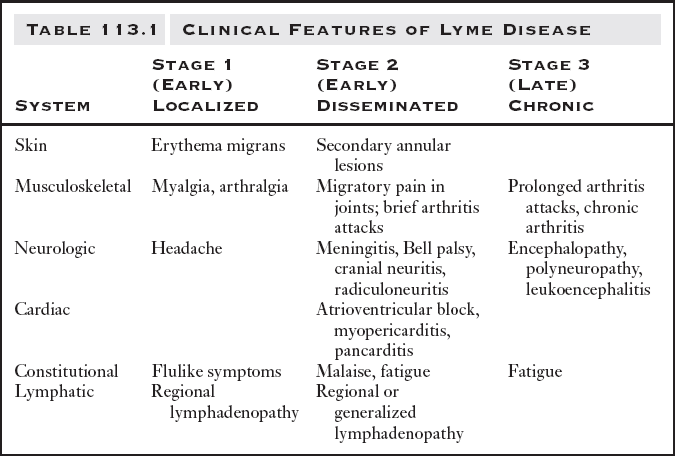 TABLE 113.1 CLINICAL FEATURES OF LYME DISEASE
STAGE 1 STAGE 2 STAGE 3
(EARLY) (EARLY) (LATE)
SYSTEM LOCALIZED DISSEMINATED CHRONIC
Skin Erythema migrans Secondary annular
lesions
Musculoskeletal Myalgia, arthralgia Migratory pain in Prolonged arthritis
joints; brief arthritis attacks, chronic
attacks arthritis
Neurologic Headache Meningitis, Bell palsy, Encephalopathy,
cranial neuritis, polyneuropathy,
radiculoneuritis leukoencephalitis
Cardiac Atrioventricular block,
myopericarditis,
pancarditis
Constitutional Flulike symptoms Malaise, fatigue Fatigue
Lymphatic Regional Regional or
lymphadenopathy generalized
lymphadenopathy